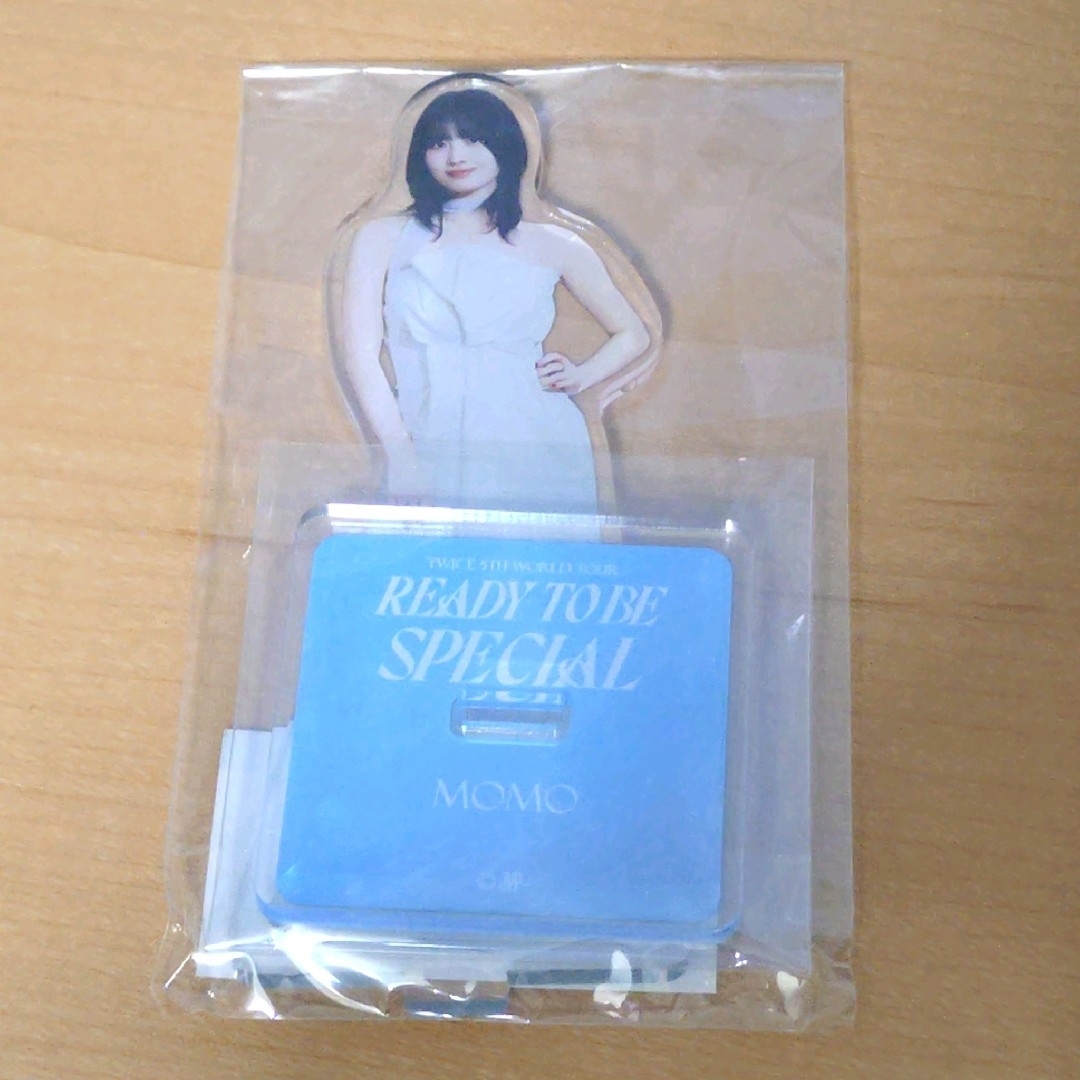 TWICE 5TH WORLD TOUR
READY TO BE
SPECIAL
MOMO